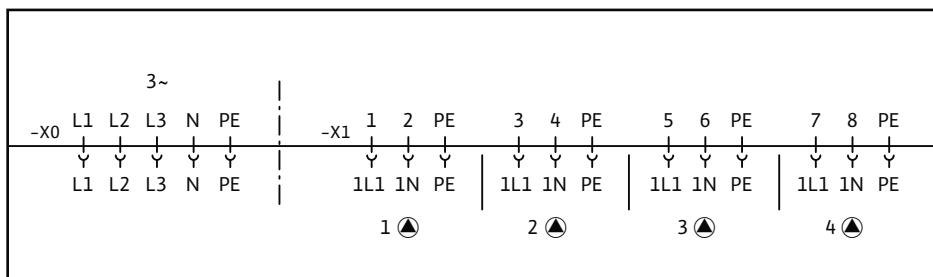 3~
-X0 L1 L2 L3 N PE -X1 1 2 PE 3 4 PE 5 6 PE 7 8 PE
L1 L2 L3 N PE 1L1 1N PE 1L1 1N PE 1L1 1N PE 1L1 1N PE
1 2 3 4